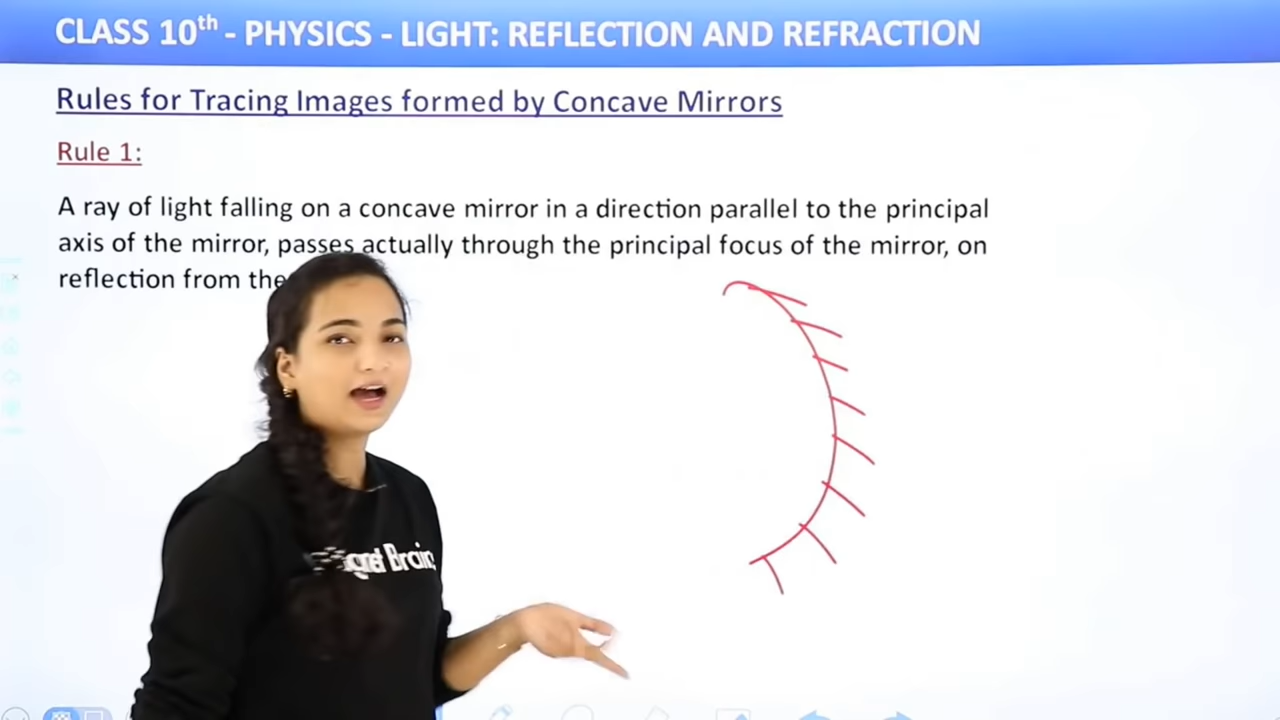 CLASS 10th - PHYSICS - LIGHT: REFLECTION AND REFRACTION
Rules for Tracing Images formed by Concave Mirrors
Rule 1:
A ray of light falling on a concave mirror in a direction parallel to the principal
axis of the mirror, passes actually through the principal focus of the mirror, on
reflection from the
Brain